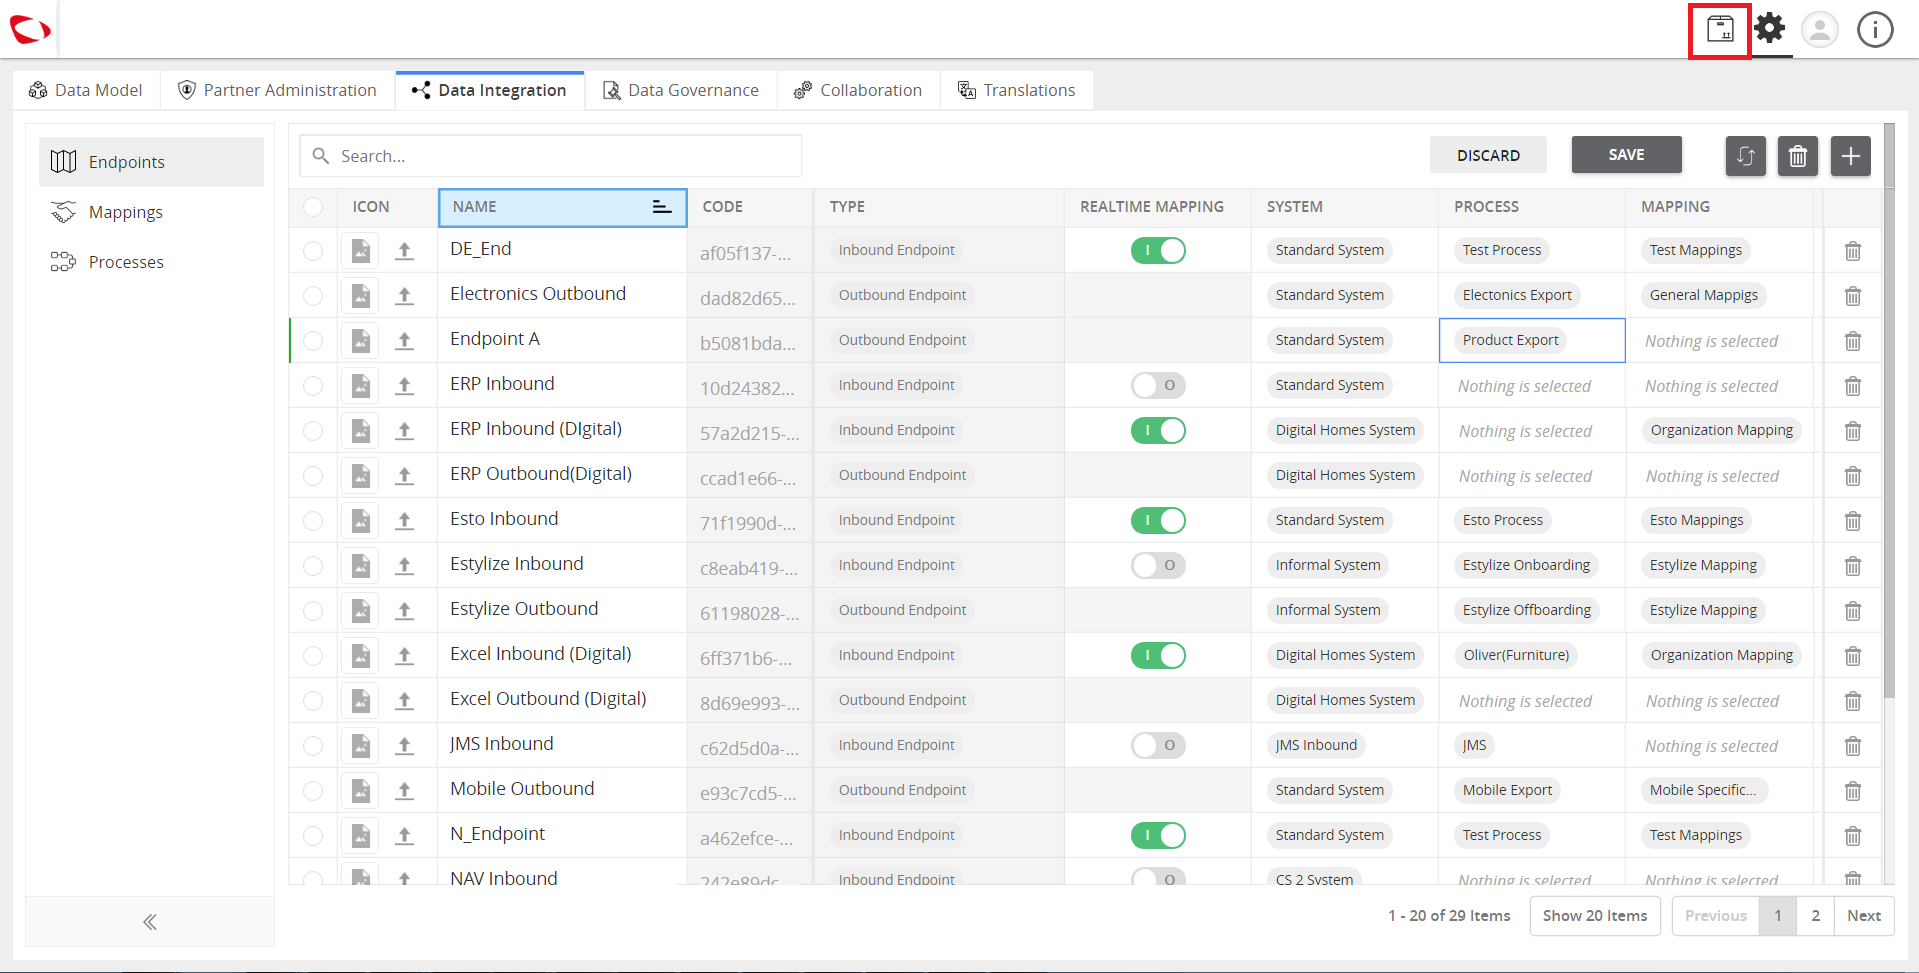 Data Model Partner Administration Data Integration Data Governance Collaboration Translations
Endpoints
Mappings
Processes
Search... DISCARD SAVE
ICON NAME CODE TYPE REALTIME MAPPING SYSTEM PROCESS MAPPING
DE_End af05f137-... Inbound Endpoint I Standard System Test Process Test Mappings
Electronics Outbound dad82d65... Outbound Endpoint Standard System Electonics Export General Mappigs
Endpoint A b5081bda... Outbound Endpoint Standard System Product Export Nothing is selected
ERP Inbound 10d24382... Inbound Endpoint O Standard System Nothing is selected Nothing is selected
ERP Inbound (DIgital) 57a2d215-... Inbound Endpoint I Digital Homes System Nothing is selected Organization Mapping
ERP Outbound(Digital) ccad1e66-... Outbound Endpoint Digital Homes System Nothing is selected Nothing is selected
Esto Inbound 71f1990d-... Inbound Endpoint I Standard System Esto Process Esto Mappings
Estylize Inbound c8eab419-... Inbound Endpoint O Informal System Estylize Onboarding Estylize Mapping
Estylize Outbound 61198028-... Outbound Endpoint Informal System Estylize Offboarding Estylize Mapping
Excel Inbound (Digital) 6ff371b6-... Inbound Endpoint I Digital Homes System Oliver(Furniture) Organization Mapping
Excel Outbound (Digital) 8d69e993-... Outbound Endpoint Digital Homes System Nothing is selected Nothing is selected
JMS Inbound c62d5d0a-... Inbound Endpoint O JMS Inbound JMS Nothing is selected
Mobile Outbound e93c7cd5-... Outbound Endpoint Standard System Mobile Export Mobile Specific...
N_Endpoint a462efce-... Inbound Endpoint I Standard System Test Process Test Mappings
NAV Inbound 242e89dc Inbound Endpoint O CS 2 System Nothing is selected Nothing is selected
1 - 20 of 29 Items Show 20 Items Previous 1 2 Next